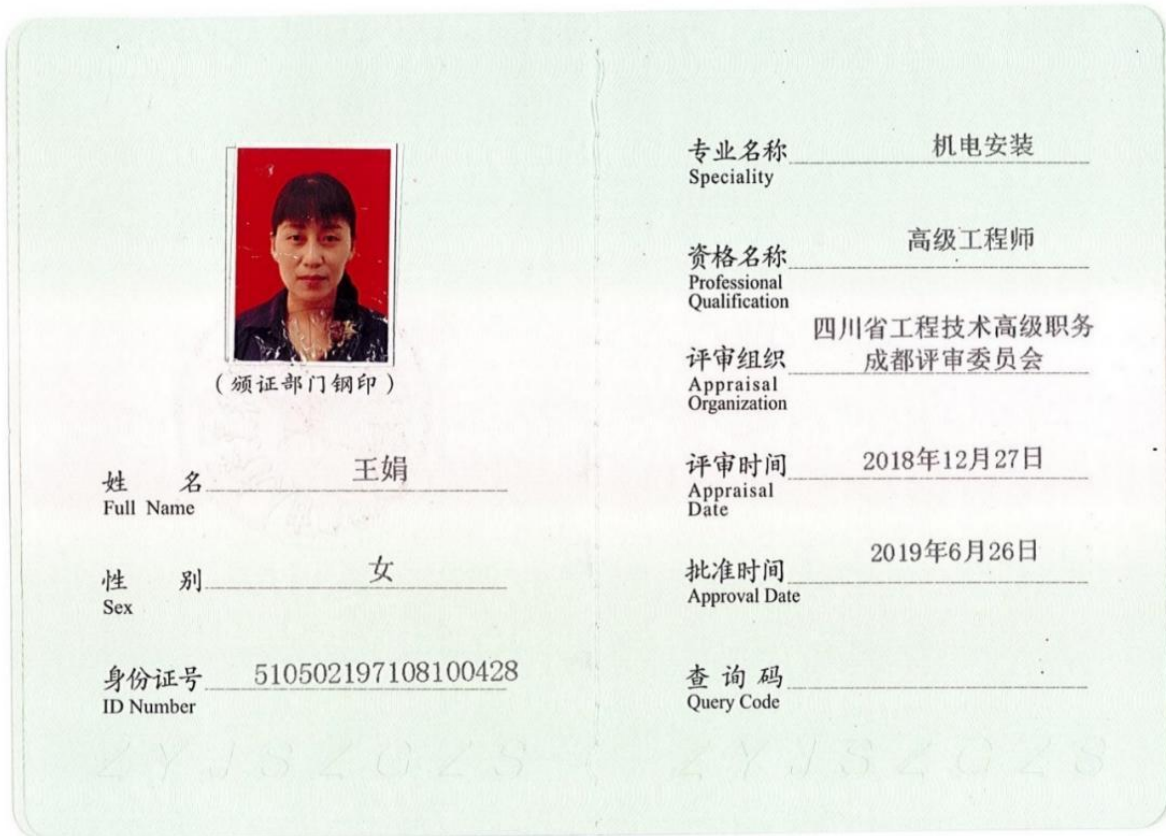 (颁证部门钢印)
姓 名 王娟
Full Name
性 别 女
Sex
身份证号 510502197108100428
ID Number
ZYJSZGZS
专业名称 机电安装
Speciality
资格名称 高级工程师
Professional
Qualification
四川省工程技术高级职务
评审组织 成都评审委员会
Appraisal
Organization
评审时间 2018年12月27日
Appraisal
Date
批准时间 2019年6月26日
Approval Date
查询码
Query Code
ZYJSZGZS